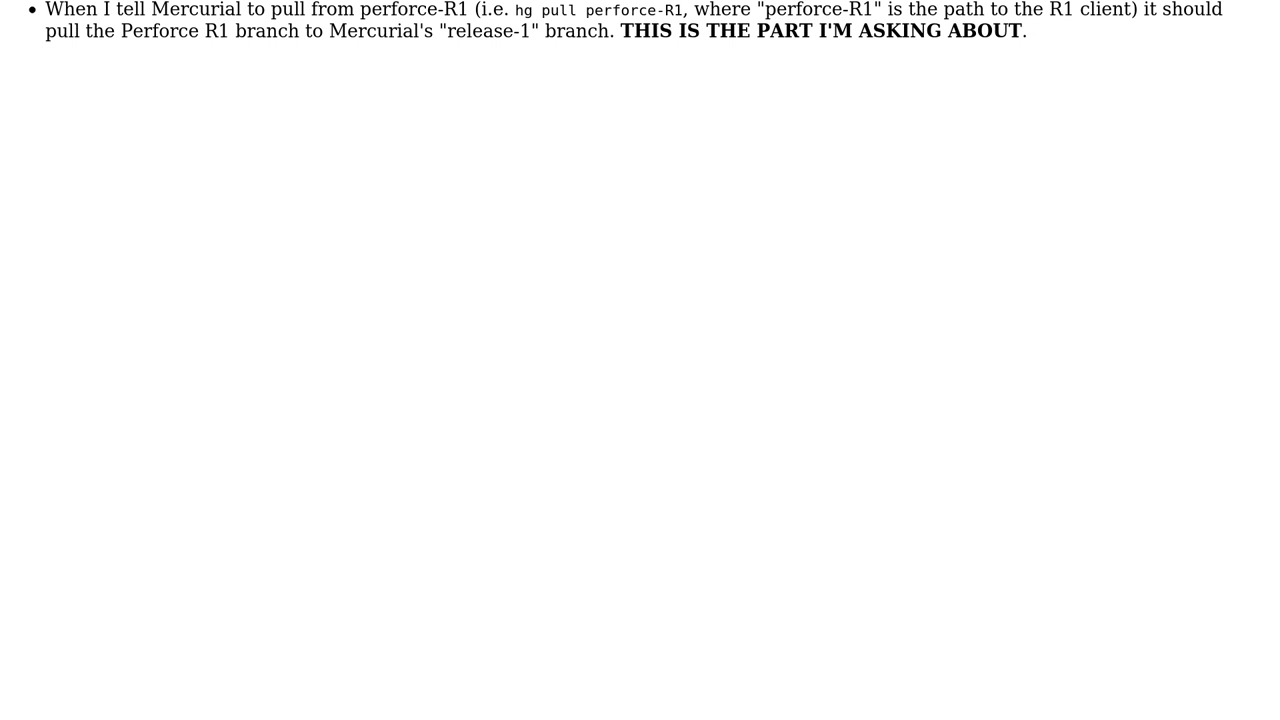 • When I tell Mercurial to pull from perforce-R1 (i.e. hg pull perforce-R1, where "perforce-R1" is the path to the R1 client) it should
pull the Perforce R1 branch to Mercurial's "release-1" branch. THIS IS THE PART I'M ASKING ABOUT.